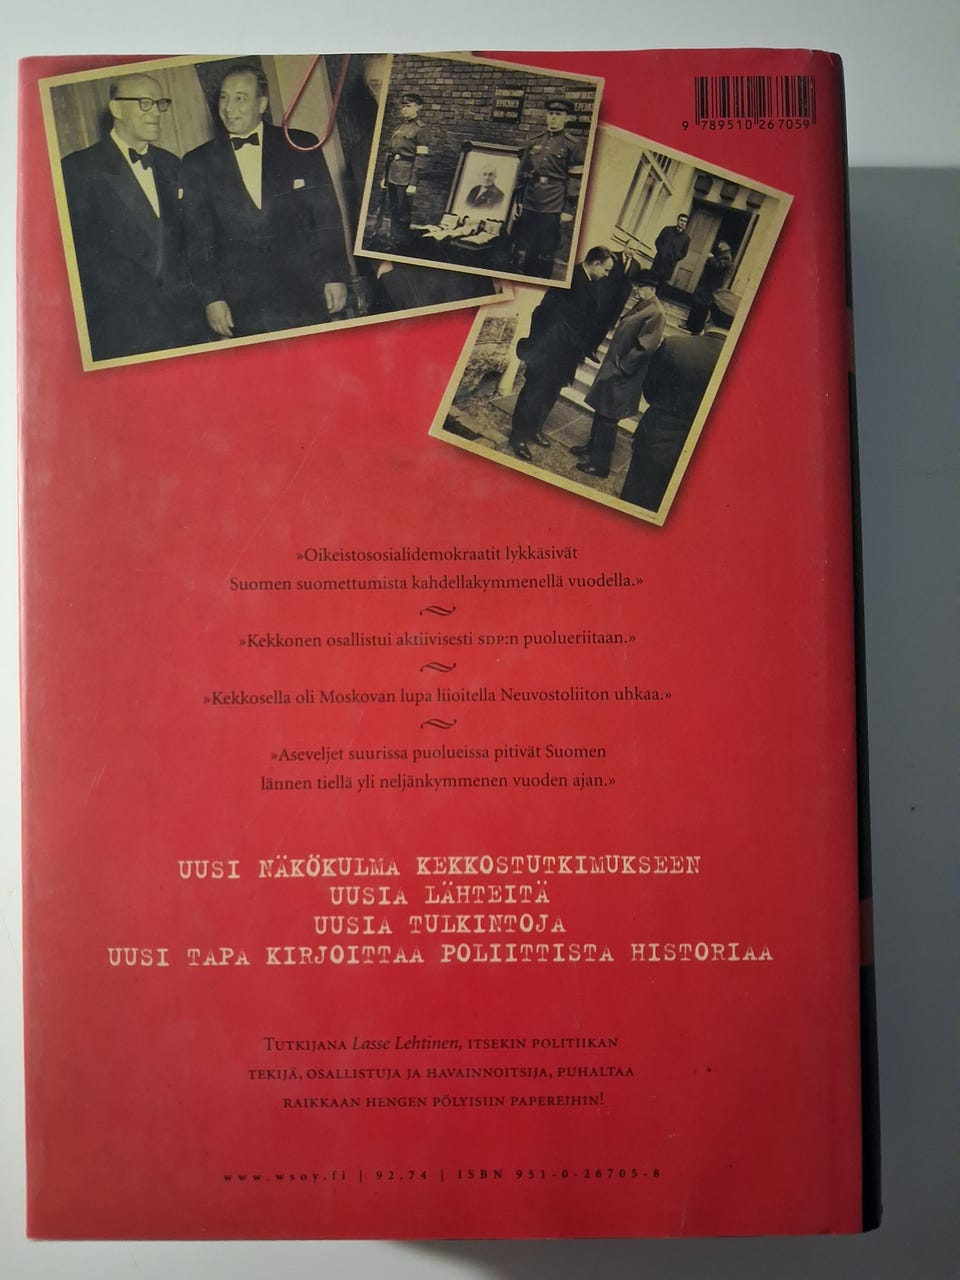 9 789510 267059
»Oikeistososialidemokraatit lykkäsivät
Suomen suomettumista kahdellakymmenellä vuodella.»
»Kekkonen osallistui aktiivisesti SDP:n puolueriitaan.»
»Kekkosella oli Moskovan lupa liioitella Neuvostoliiton uhkaa.»
»Aseveljet suurissa puolueissa pitivät Suomen
lännen tiellä yli neljänkymmenen vuoden ajan.»
UUSI NÄKÖKULMA KEKKOSTUTKIMUKSEEN
UUSIA LÄHTEITÄ
UUSIA TULKINTOJA
UUSI TAPA KIRJOITTAA POLIITTISTA HISTORIAA
TUTKIJANA Lasse Lehtinen, ITSEKIN POLITIIKAN
TEKIJÄ, OSALLISTUJA JA HAVAINNOITSIJA, PUHALTAA
RAIKKAAN HENGEN PÖLYISIIN PAPEREIHIN!
www.wsoy.fi | 92.74 | ISBN 951-0-26705-8